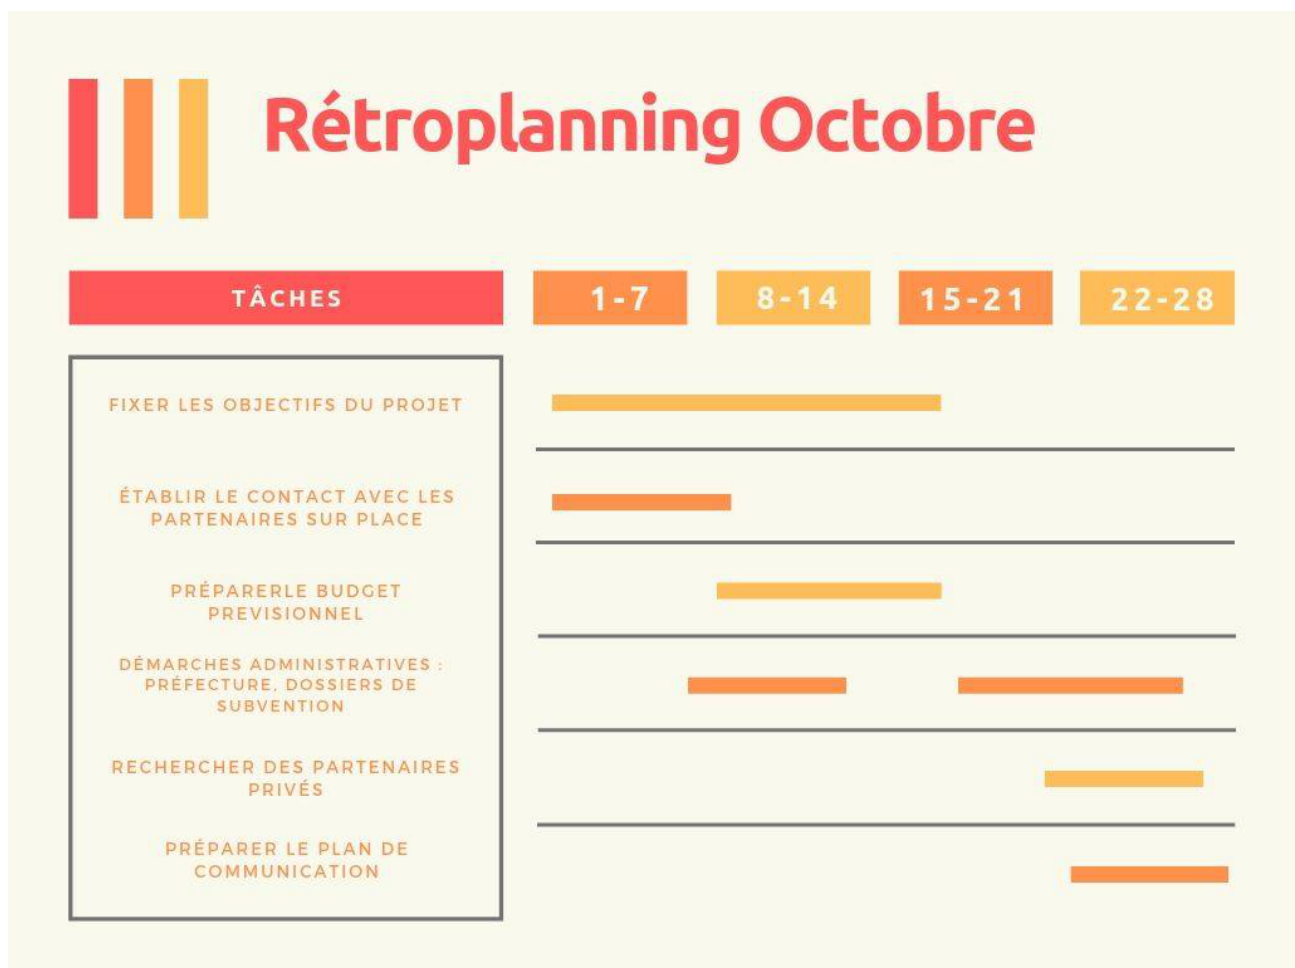 Rétroplanning Octobre
TÂCHES
1-7
8-14
15-21
22-28
FIXER LES OBJECTIFS DU PROJET
ÉTABLIR LE CONTACT AVEC LES
PARTENAIRES SUR PLACE
PRÉPARERLE BUDGET
PREVISIONNEL
DÉMARCHES ADMINISTRATIVES :
PRÉFECTURE, DOSSIERS DE
SUBVENTION
RECHERCHER DES PARTENAIRES
PRIVÉS
PRÉPARER LE PLAN DE
COMMUNICATION